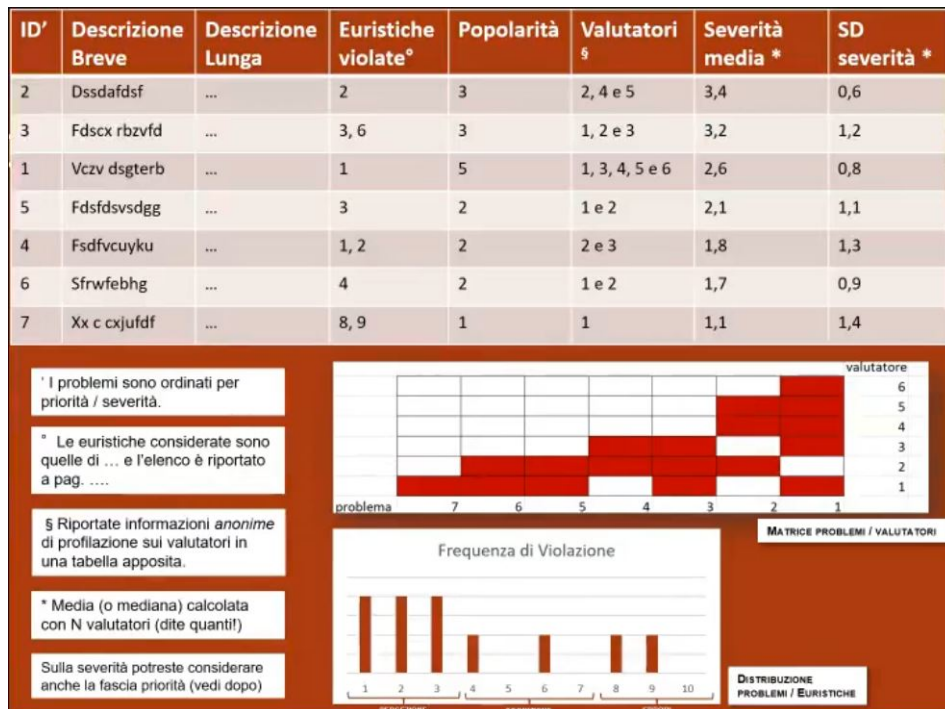 ID' Descrizione Breve Descrizione Lunga Euristiche violate° Popolarità Valutatori § Severità media * SD severità *
2 Dssdafdsf ... 2 3 2, 4 e 5 3,4 0,6
3 Fdscx rbzvfd ... 3, 6 3 1, 2 e 3 3,2 1,2
1 Vczv dsgterb ... 1 5 1, 3, 4, 5 e 6 2,6 0,8
5 Fdsfdsvsdgg ... 3 2 1 e 2 2,1 1,1
4 Fsdfvcuyku ... 1, 2 2 2 e 3 1,8 1,3
6 Sfrwfebhg ... 4 2 1 e 2 1,7 0,9
7 Xx c cxjufdf ... 8, 9 1 1 1,1 1,4
' I problemi sono ordinati per
priorità / severità.
° Le euristiche considerate sono
quelle di ... e l'elenco è riportato
a pag. ....
§ Riportate informazioni anonime
di profilazione sui valutatori in
una tabella apposita.
* Media (o mediana) calcolata
con N valutatori (dite quanti!)
Sulla severità potreste considerare
anche la fascia priorità (vedi dopo)
valutatore
6
5
4
3
2
1
problema 7 6 5 4 3 2 1
MATRICE PROBLEMI / VALUTATORI
Frequenza di Violazione
1 2 3 4 5 6 7 8 9 10
DISTRIBUZIONE
PROBLEMI / EURISTICHE